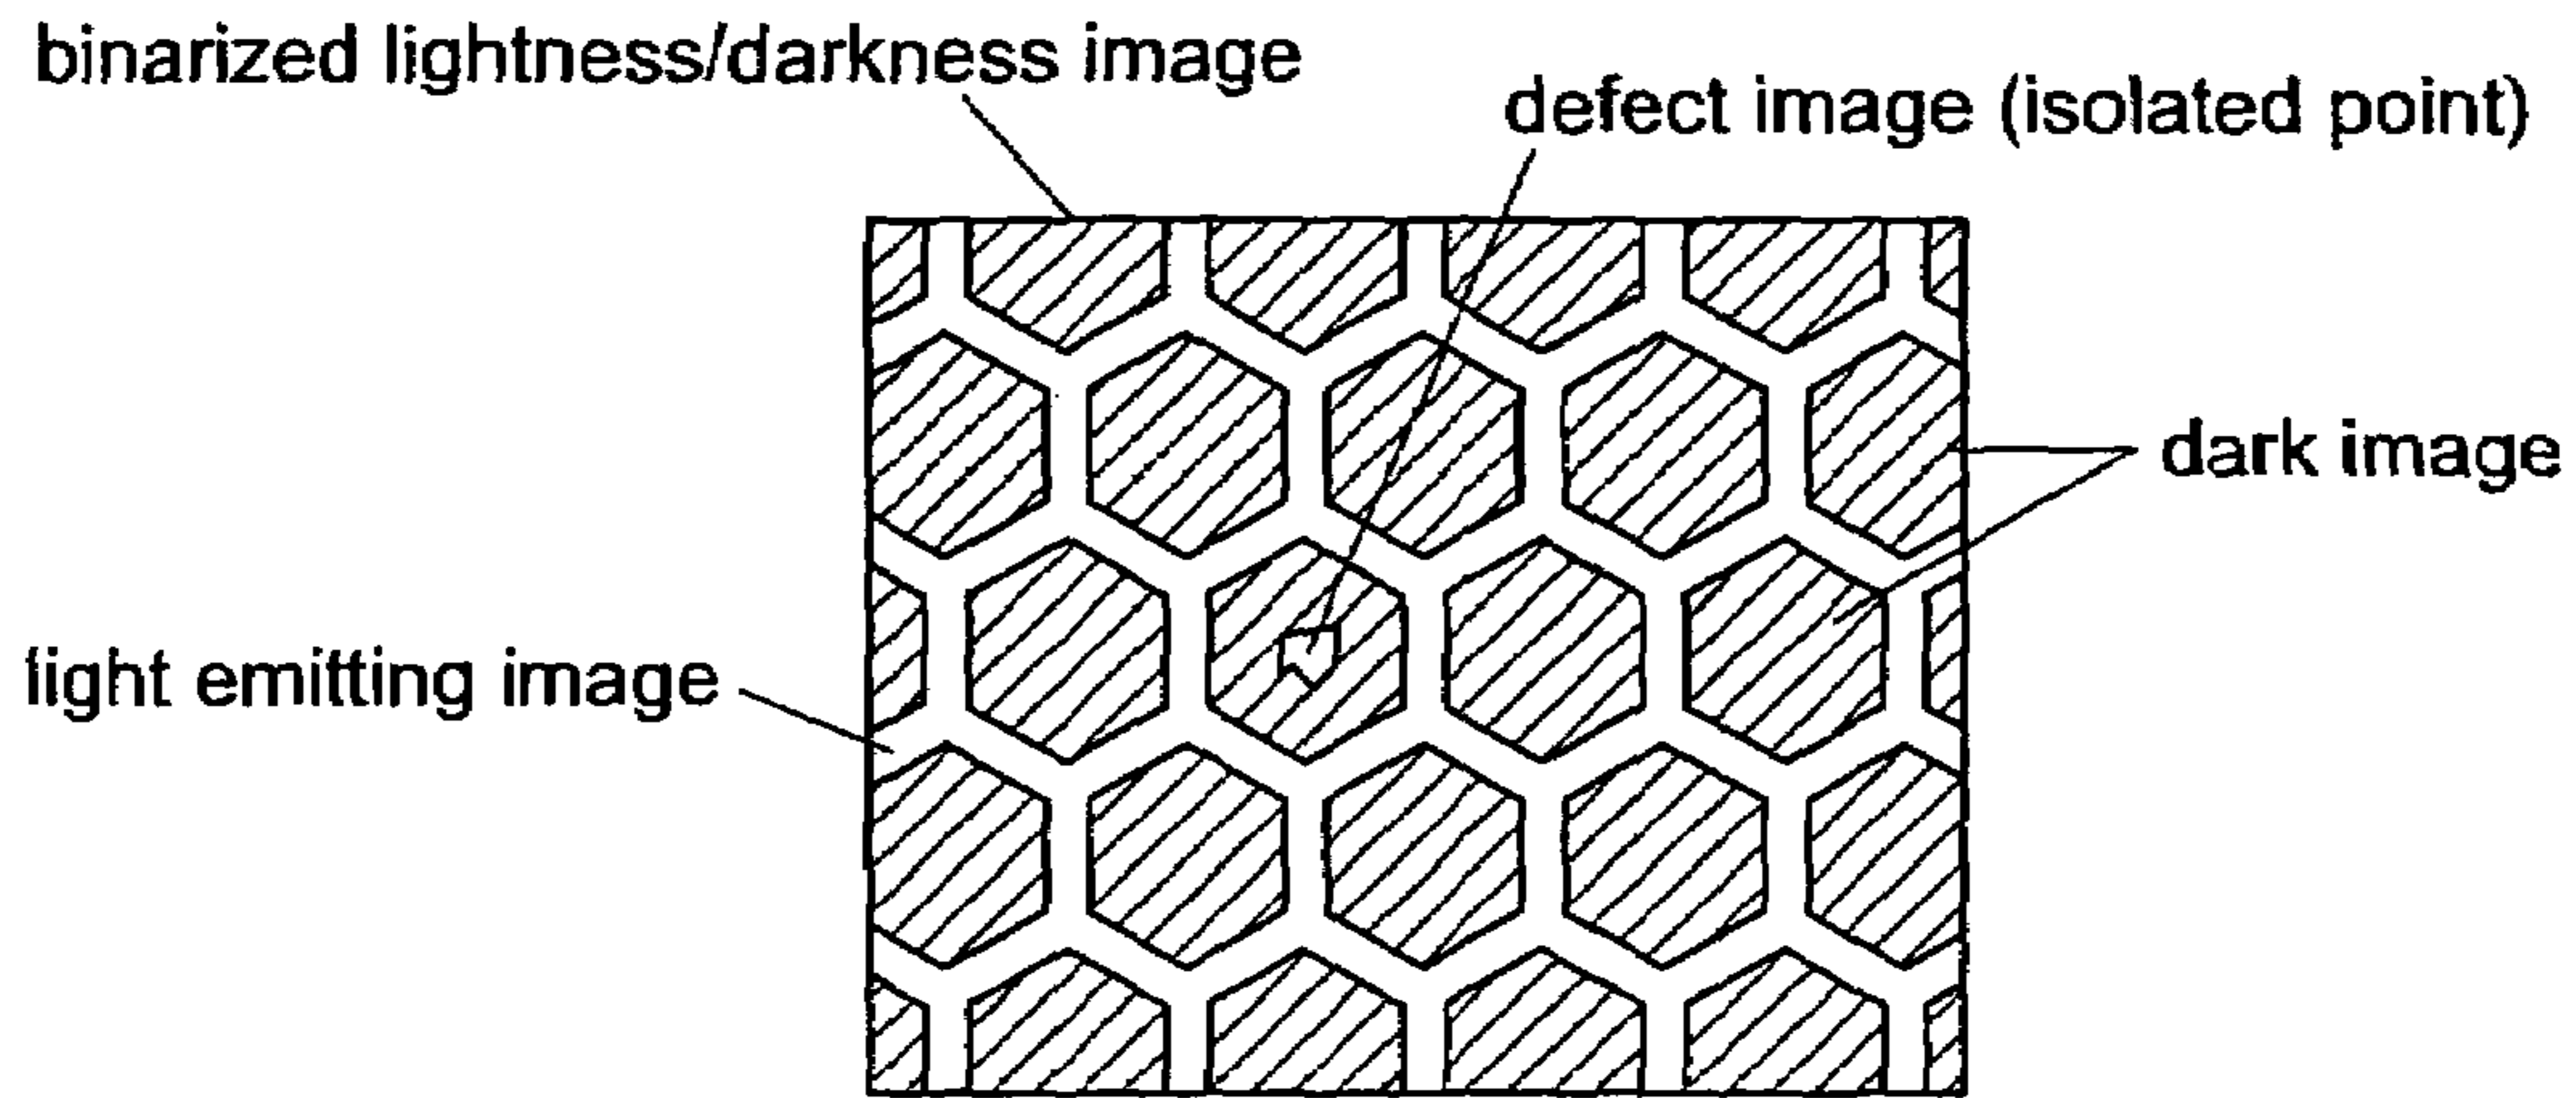 binarized lightness/darkness image
defect image (isolated point)
dark image
light emitting image